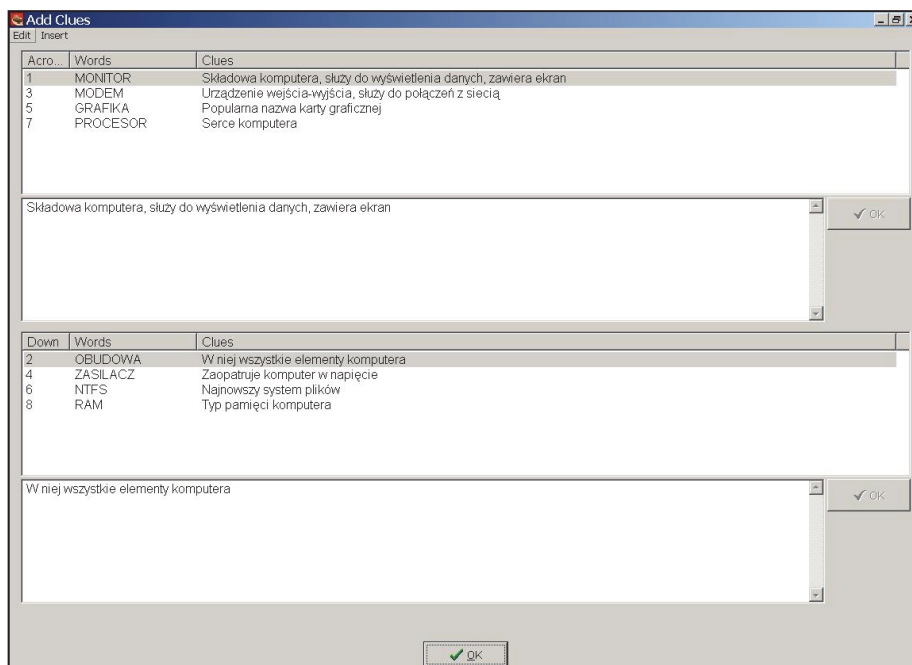 Add Clues
Edit Insert
Acro... Words Clues
1 MONITOR Składowa komputera, służy do wyświetlenia danych, zawiera ekran
3 MODEM Urządzenie wejścia-wyjścia, służy do połączeń z siecią
5 GRAFIKA Popularna nazwa karty graficznej
7 PROCESOR Serce komputera
Składowa komputera, służy do wyświetlenia danych, zawiera ekran
OK
Down Words Clues
2 OBUDOWA W niej wszystkie elementy komputera
4 ZASILACZ Zaopatruje komputer w napięcie
6 NTFS Najnowszy system plików
8 RAM Typ pamięci komputera
W niej wszystkie elementy komputera
OK
OK